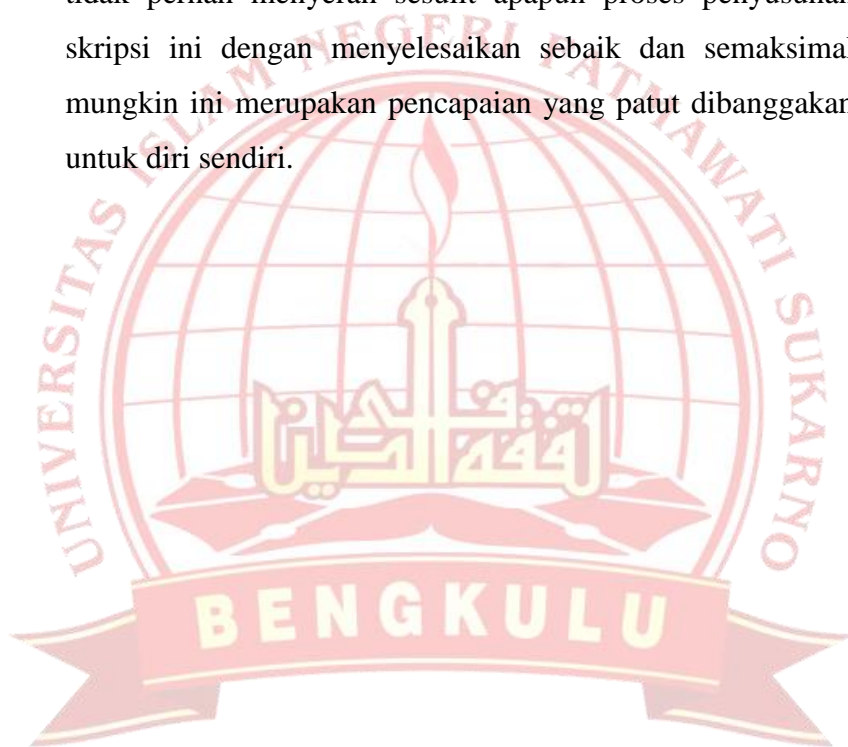 tidak pernah menyerah sesulit apapun proses penyusunan
skripsi ini dengan menyelesaikan sebaik dan semaksimal
mungkin ini merupakan pencapaian yang patut dibanggakan
untuk diri sendiri.
UNIVERSITAS ISLAM NEGERI FATMAWATI SUKARNO
BENGKULU